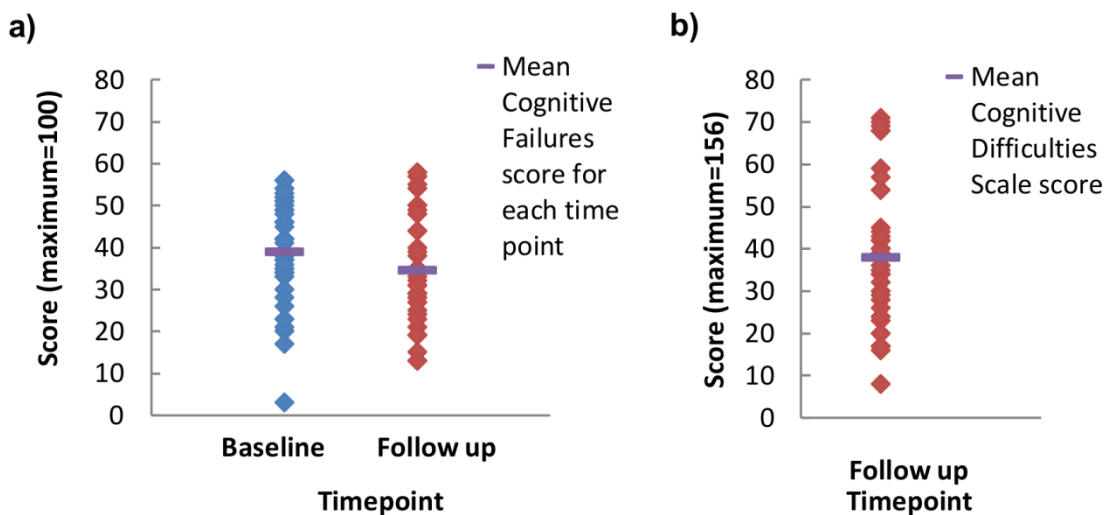 a)
Score (maximum=100)
80
70
60
50
40
30
20
10
0
Baseline
Follow up
Timepoint
Mean
Cognitive
Failures
score for
each time
point
b)
Score (maximum=156)
80
70
60
50
40
30
20
10
0
Follow up
Timepoint
Mean
Cognitive
Difficulties
Scale score